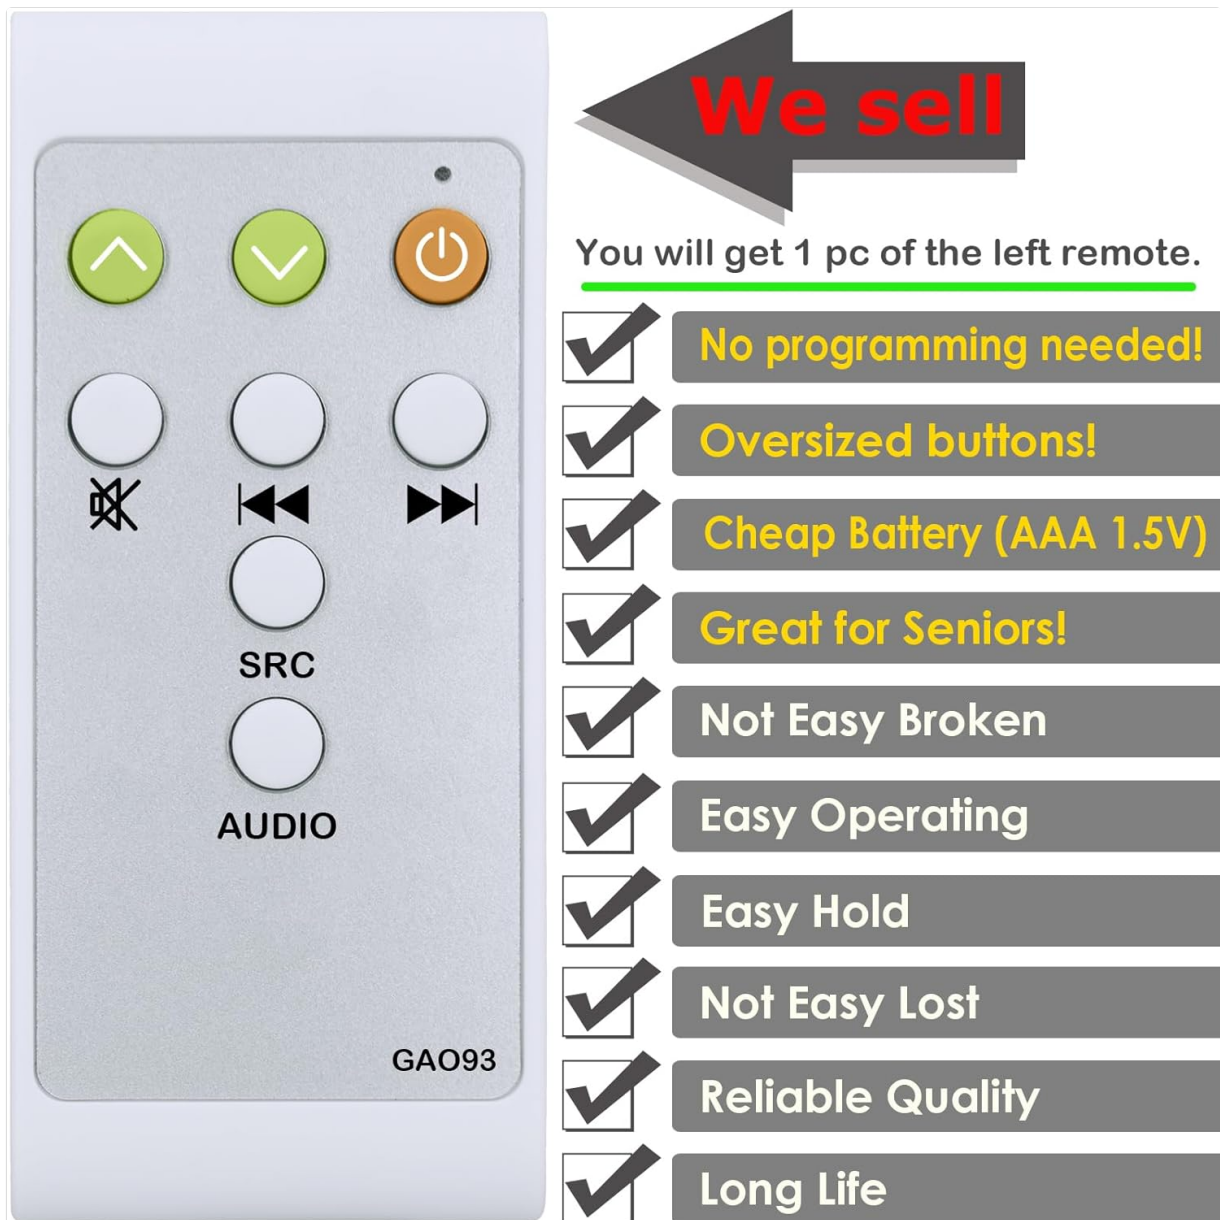 We sell
You will get 1 pc of the left remote.
No programming needed!
Oversized buttons!
Cheap Battery (AAA 1.5V)
Great for Seniors!
Not Easy Broken
Easy Operating
Easy Hold
Not Easy Lost
Reliable Quality
Long Life
SRC
AUDIO
GAO93